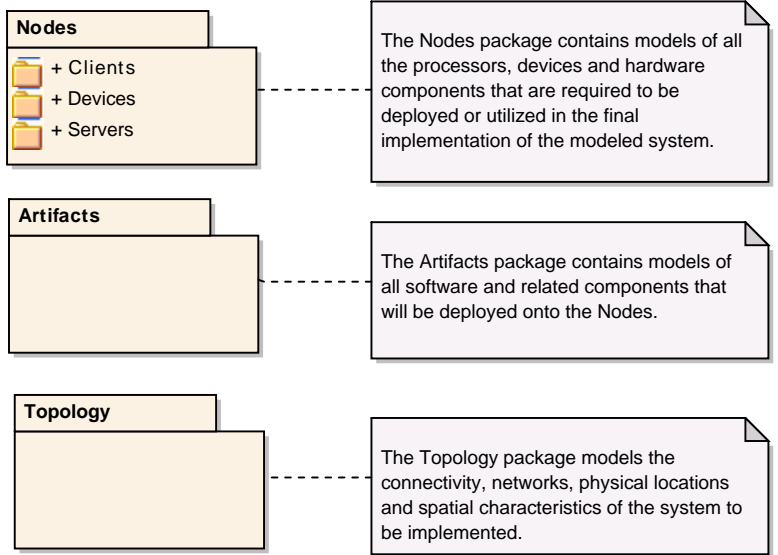 Nodes
+ Clients
+ Devices
+ Servers
The Nodes package contains models of all
the processors, devices and hardware
components that are required to be
deployed or utilized in the final
implementation of the modeled system.
Artifacts
The Artifacts package contains models of
all software and related components that
will be deployed onto the Nodes.
Topology
The Topology package models the
connectivity, networks, physical locations
and spatial characteristics of the system to
be implemented.